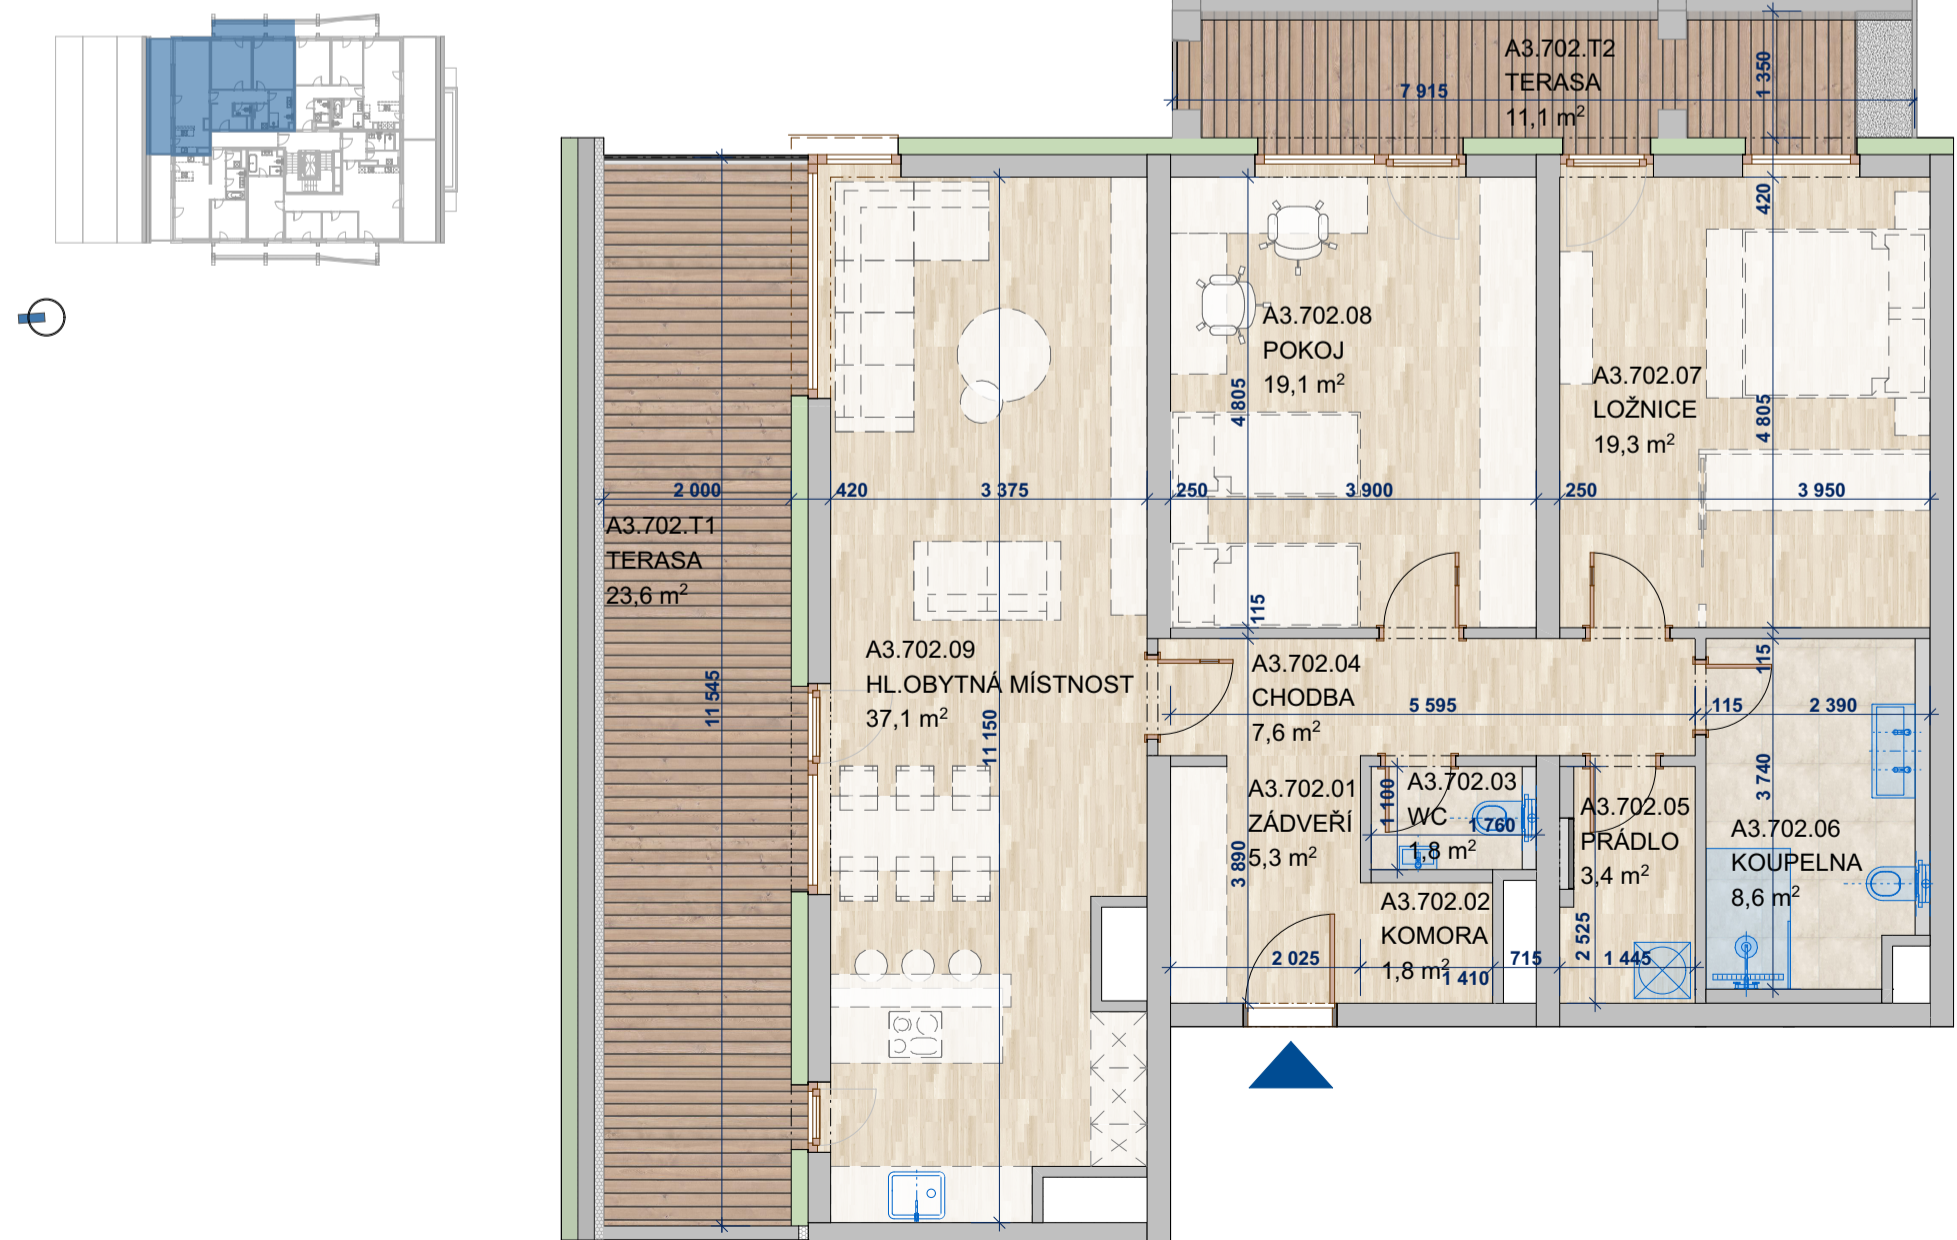 A3.702.T2
TERASA
11,1 m²
7 915
1 350
420
A3.702.08
POKOJ
19,1 m²
4 805
A3.702.07
LOŽNICE
19,3 m²
4 805
2 000
420
3 375
250
3 900
250
3 950
A3.702.T1
TERASA
23,6 m²
11 545
A3.702.09
HL.OBYTNÁ MÍSTNOST
37,1 m²
11 150
115
A3.702.04
CHODBA
7,6 m²
5 595
115
115
2 390
A3.702.01
ZÁDVEŘÍ
5,3 m²
3 890
A3.702.03
WC
1,8 m²
1 100
1 760
A3.702.05
PRÁDLO
3,4 m²
3 740
A3.702.06
KOUPELNA
8,6 m²
A3.702.02
KOMORA
1,8 m²
2 025
1 410
715
2 525
1 445